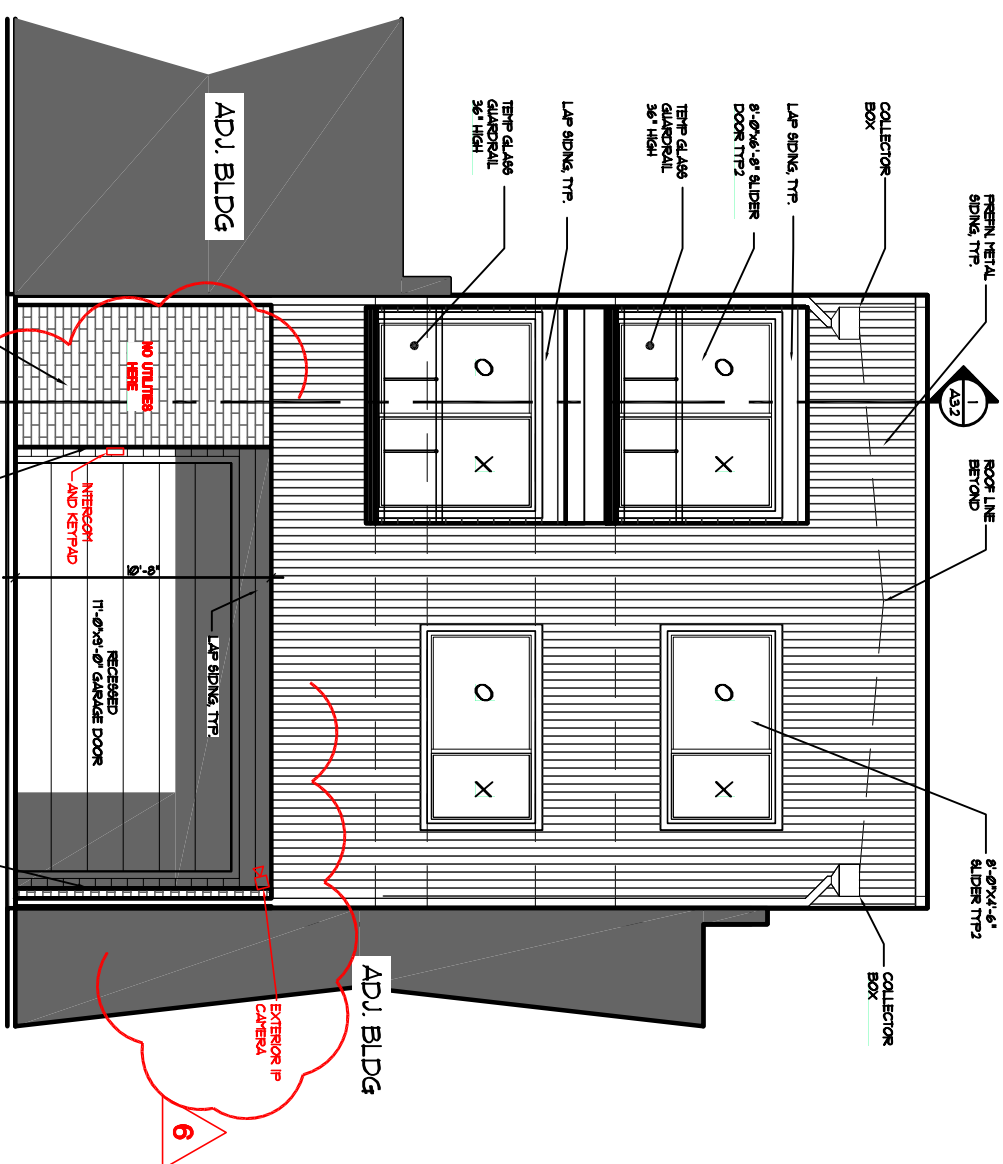 PREFIN. METAL
SIDING, TYP.
1
A3.2
ROOF LINE
BEYOND
8'-0"x4'-6"
SLIDER TYP2
COLLECTOR
BOX
COLLECTOR
BOX
LAP SIDING, TYP.
8'-0"x6'-8" SLIDER
DOOR TYP2
TEMP GLASS
GUARDRAIL
36" HIGH
LAP SIDING, TYP.
TEMP GLASS
GUARDRAIL
36" HIGH
O
X
O
X
O
X
O
X
ADJ. BLDG
ADJ. BLDG
EXTERIOR IP
CAMERA
6
LAP SIDING, TYP.
NO UTILITIES
HERE
10'-8"
INTERCOM
AND KEYPAD
RECESSED
17'-0"x9'-0" GARAGE DOOR